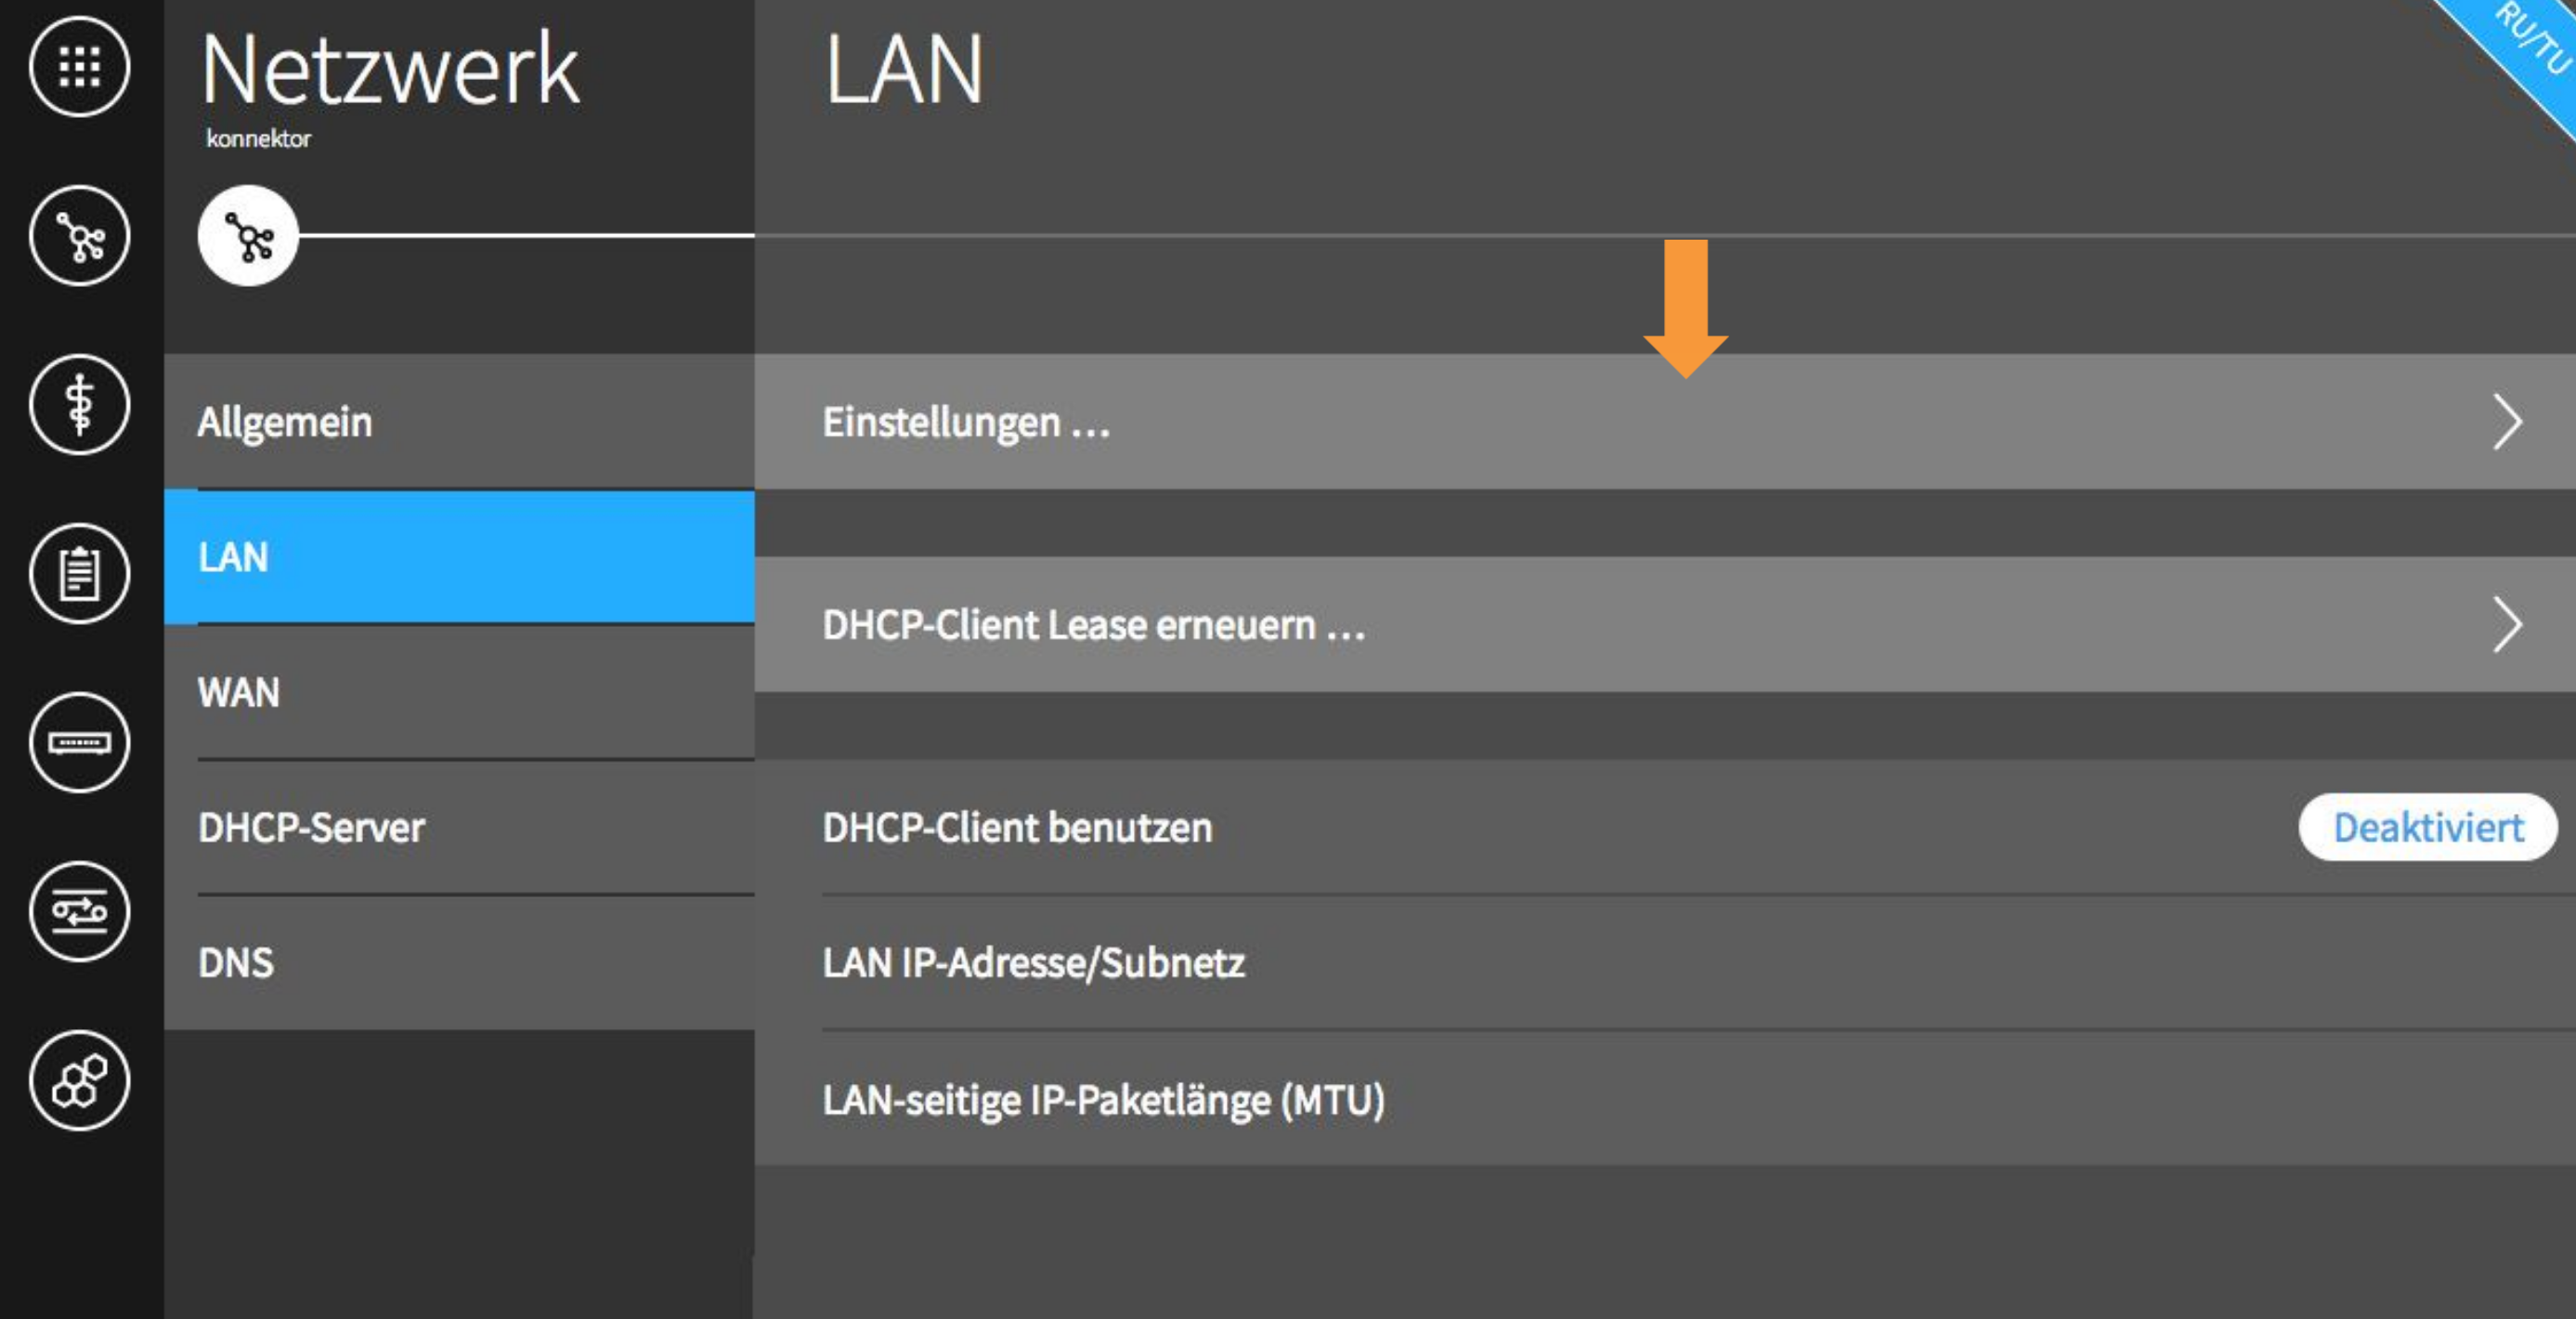 Netzwerk
konnektor
Allgemein
LAN
WAN
DHCP-Server
DNS
LAN
RU/TU
Einstellungen ...
DHCP-Client Lease erneuern ...
DHCP-Client benutzen
Deaktiviert
LAN IP-Adresse/Subnetz
LAN-seitige IP-Paketlänge (MTU)